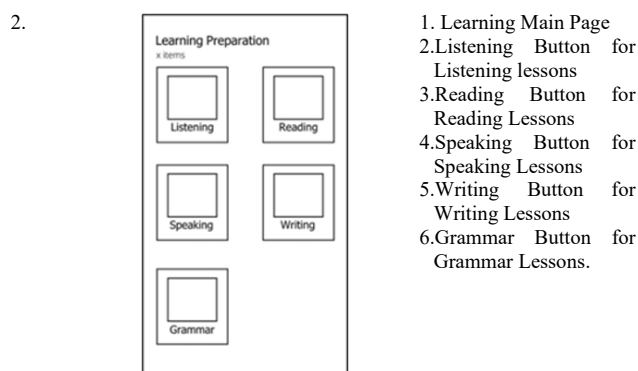 2.
Learning Preparation
x items
Listening
Reading
Speaking
Writing
Grammar
1. Learning Main Page
2.Listening Button for
Listening lessons
3.Reading Button for
Reading Lessons
4.Speaking Button for
Speaking Lessons
5.Writing Button for
Writing Lessons
6.Grammar Button for
Grammar Lessons.